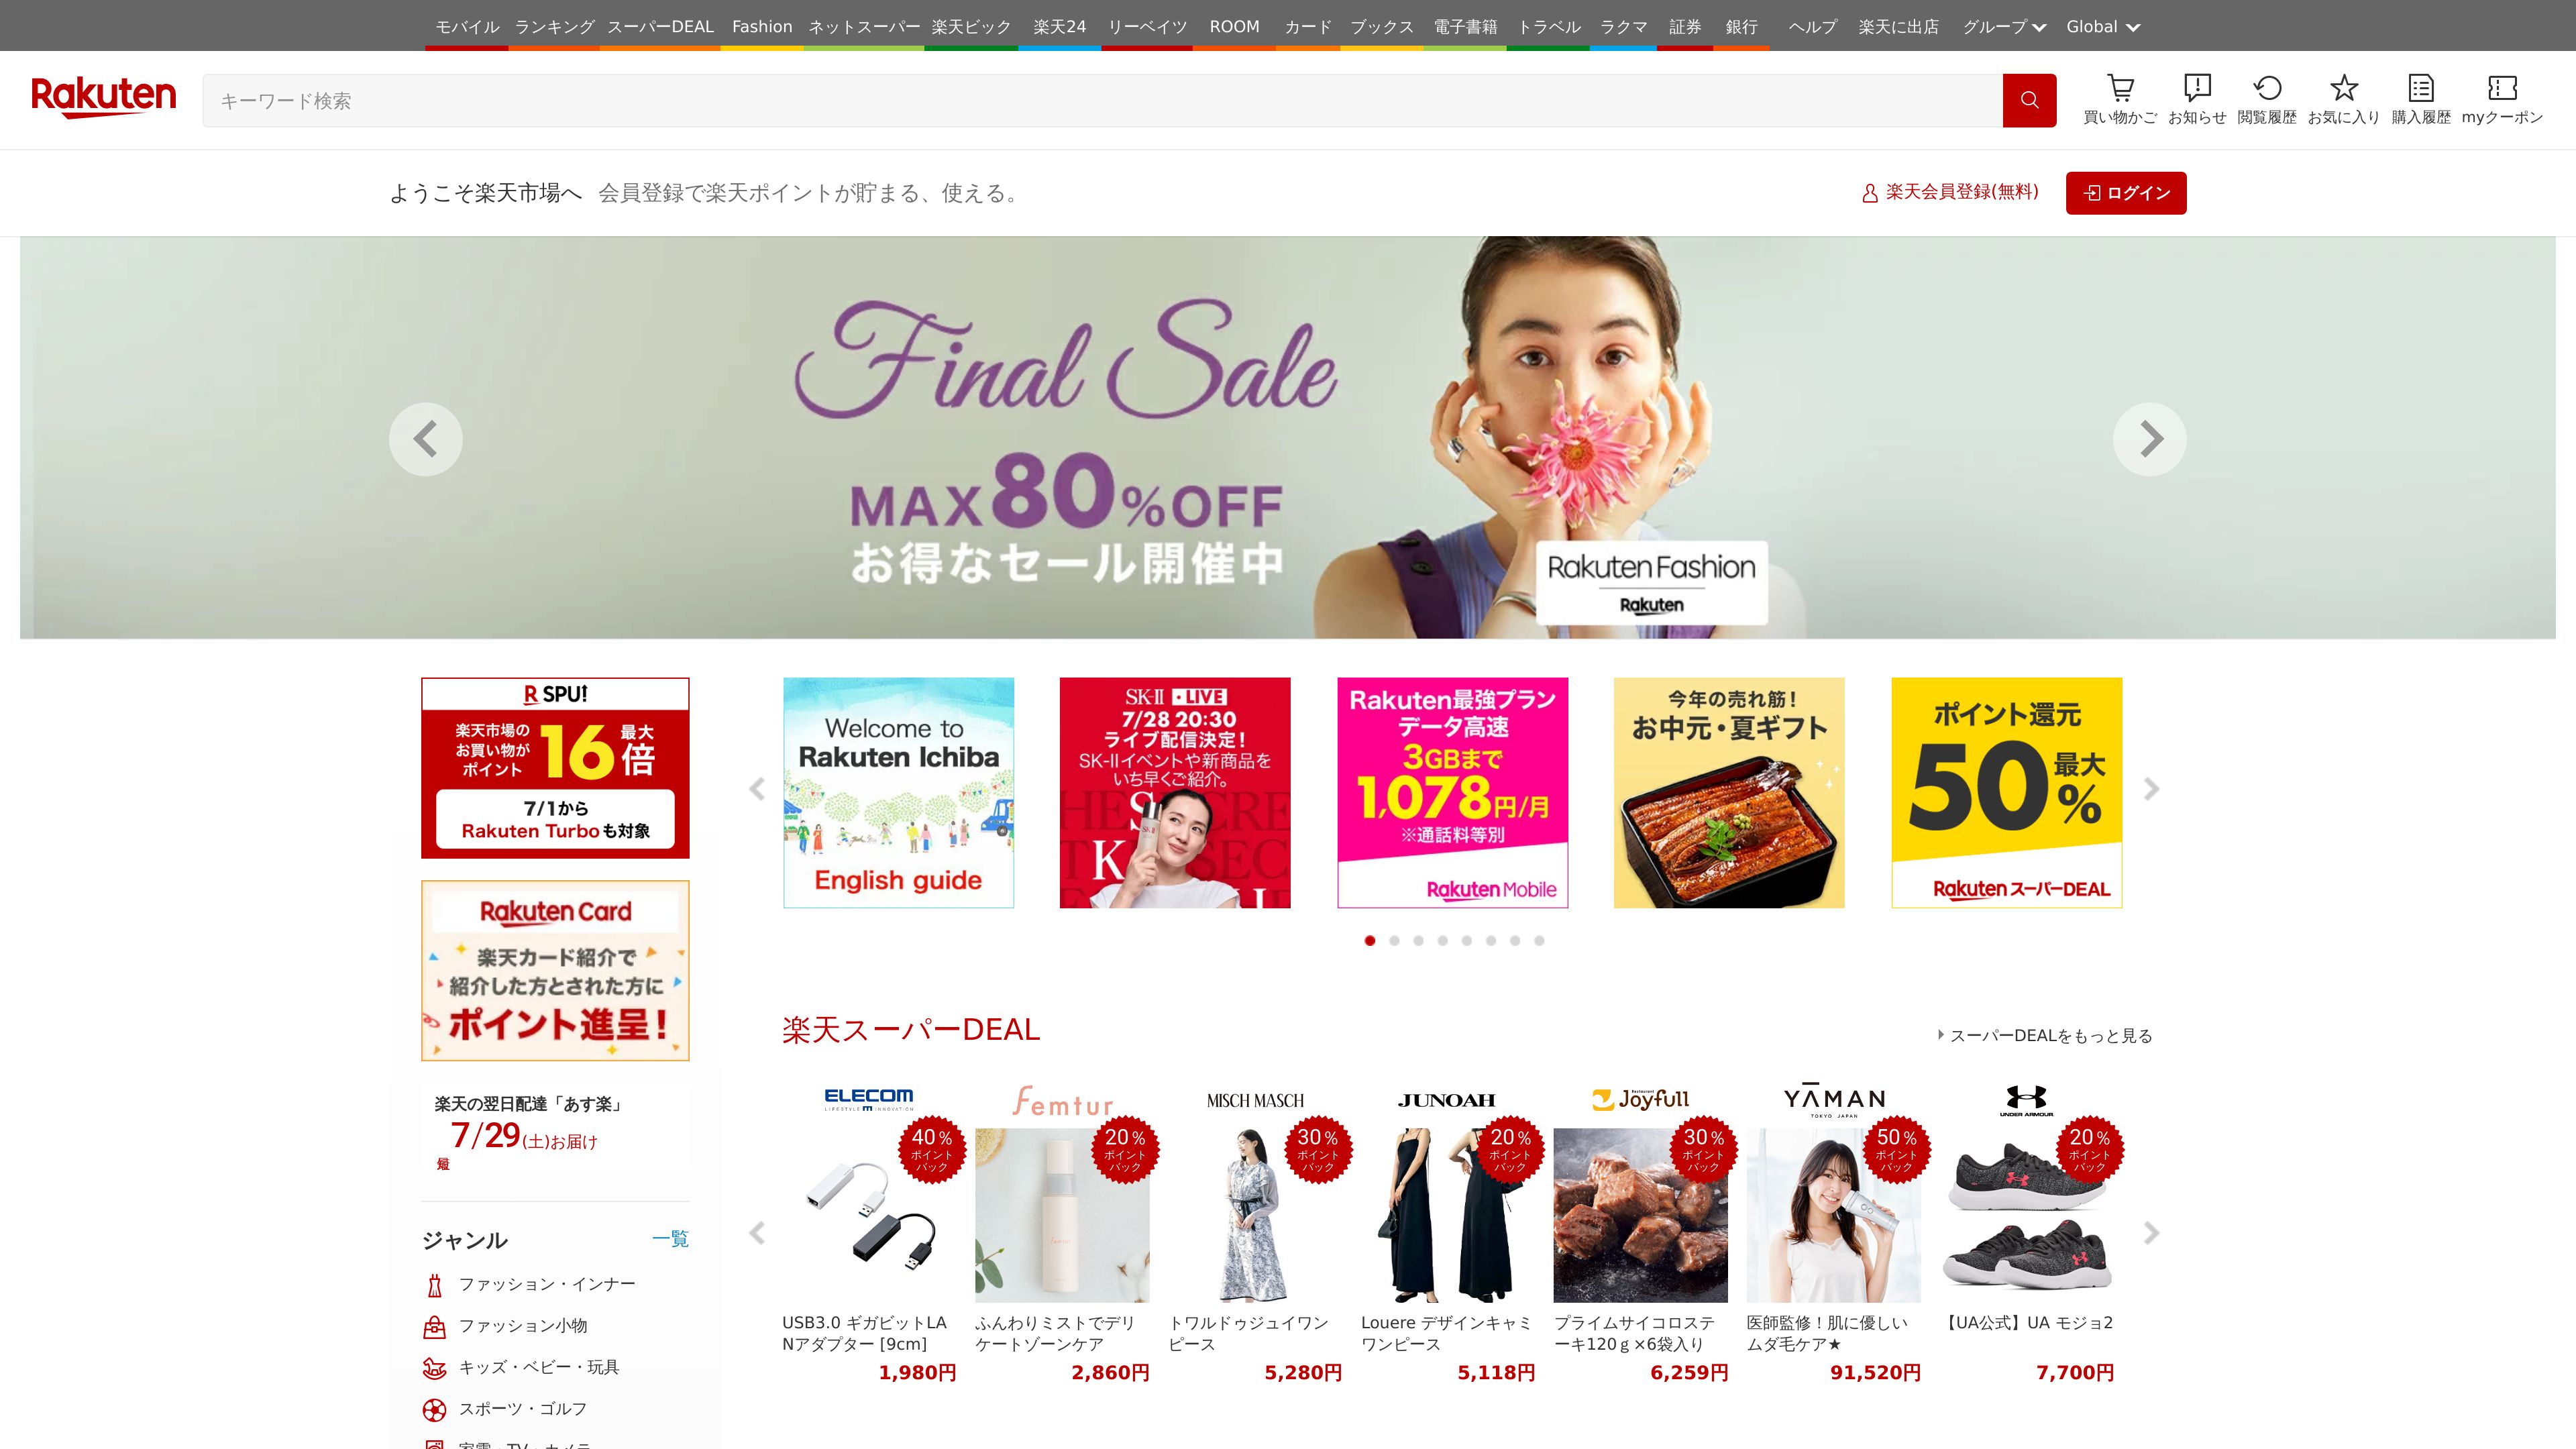 モバイル ランキング スーパーDEAL Fashion ネットスーパー 楽天ビック 楽天24 リーベイツ ROOM カード ブックス 電子書籍 トラベル ラクマ 証券 銀行 ヘルプ 楽天に出店 グループ Global
Rakuten
キーワード検索
買い物かご お知らせ 閲覧履歴 お気に入り 購入履歴 myクーポン
ようこそ楽天市場へ 会員登録で楽天ポイントが貯まる、使える。
楽天会員登録(無料)
ログイン
Final Sale
MAX80%OFF
お得なセール開催中
Rakuten Fashion
Rakuten
R SPU!
楽天市場の
お買い物が
ポイント
16
最大
倍
7/1から
Rakuten Turboも対象
Rakuten Card
楽天カード紹介で
紹介した方とされた方に
ポイント進呈!
楽天の翌日配達「あす楽」
最短
7/29(土)お届け
ジャンル 一覧
ファッション・インナー
ファッション小物
キッズ・ベビー・玩具
スポーツ・ゴルフ
家電・TV・カメラ
Welcome to
Rakuten Ichiba
English guide
SK-II ・LIVE
7/28 20:30
ライブ配信決定!
SK-IIイベントや新商品を
いち早くご紹介。
Rakuten最強プラン
データ高速
3GBまで
1,078円/月
※通話料等別
Rakuten Mobile
今年の売れ筋!
お中元・夏ギフト
ポイント還元
50
最大
%
Rakuten スーパーDEAL
楽天スーパーDEAL
スーパーDEALをもっと見る
ELECOM
LIFESTYLE INNOVATION
40%
ポイント
バック
USB3.0 ギガビットLA
Nアダプター [9cm]
1,980円
femtur
20%
ポイント
バック
ふんわりミストでデリ
ケートゾーンケア
2,860円
MISCH MASCH
30%
ポイント
バック
トワルドゥジュイワン
ピース
5,280円
JUNOAH
20%
ポイント
バック
Louere デザインキャミ
ワンピース
5,118円
Restaurant
Joyfull
30%
ポイント
バック
プライムサイコロステ
ーキ120ｇ×6袋入り
6,259円
YAMAN
TOKYO JAPAN
50%
ポイント
バック
医師監修！肌に優しい
ムダ毛ケア★
91,520円
UNDER ARMOUR
20%
ポイント
バック
【UA公式】UA モジョ2
7,700円